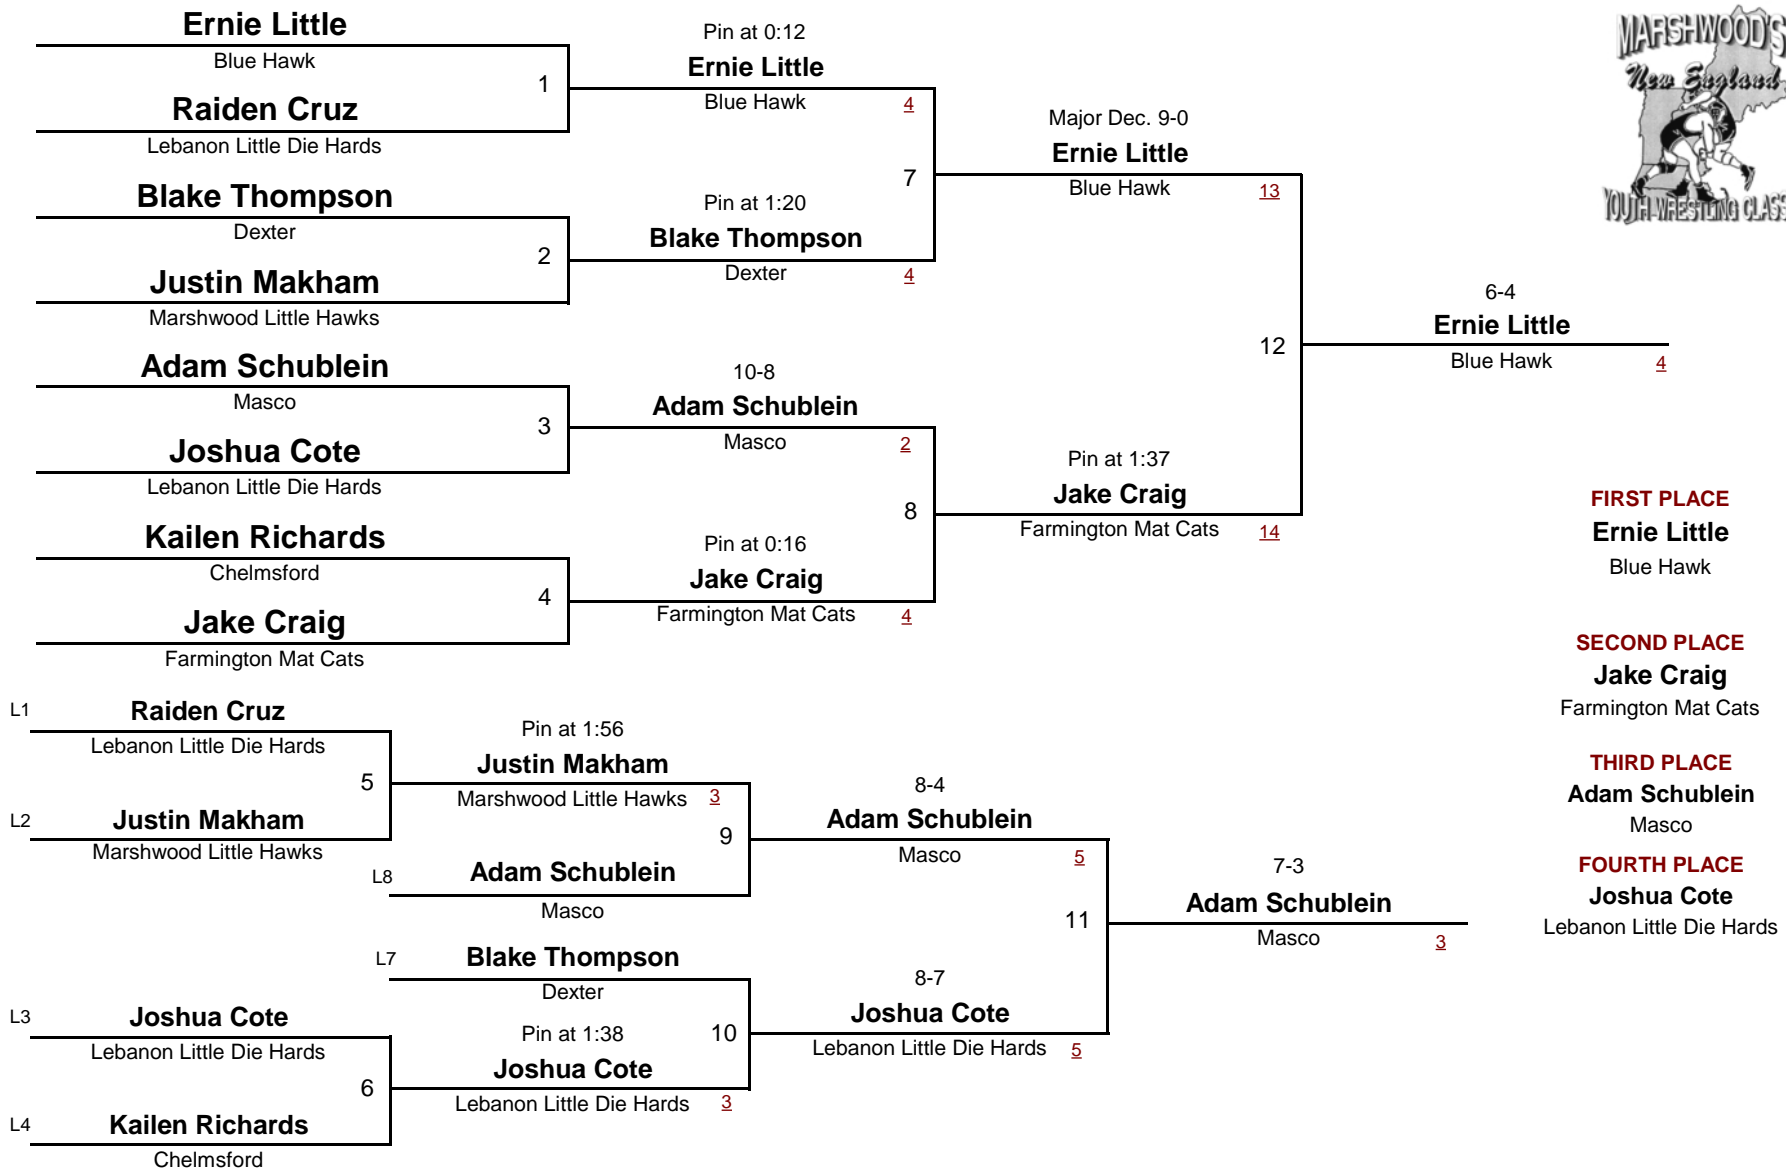 Ernie Little
Blue Hawk
1
Raiden Cruz
Lebanon Little Die Hards
Blake Thompson
Dexter
2
Justin Makham
Marshwood Little Hawks
Adam Schublein
Masco
3
Joshua Cote
Lebanon Little Die Hards
Kailen Richards
Chelmsford
4
Jake Craig
Farmington Mat Cats
Pin at 0:12
Ernie Little
Blue Hawk 4
7
Pin at 1:20
Blake Thompson
Dexter 4
10-8
Adam Schublein
Masco 2
8
Pin at 0:16
Jake Craig
Farmington Mat Cats 4
Major Dec. 9-0
Ernie Little
Blue Hawk 13
12
Pin at 1:37
Jake Craig
Farmington Mat Cats 14
6-4
Ernie Little
Blue Hawk 4
MARSHWOOD'S
New England
YOUTH WRESTLING CLASS
FIRST PLACE
Ernie Little
Blue Hawk
SECOND PLACE
Jake Craig
Farmington Mat Cats
THIRD PLACE
Adam Schublein
Masco
FOURTH PLACE
Joshua Cote
Lebanon Little Die Hards
L1 Raiden Cruz
Lebanon Little Die Hards
5
L2 Justin Makham
Marshwood Little Hawks
Pin at 1:56
Justin Makham
Marshwood Little Hawks 3
9
L8 Adam Schublein
Masco
L7 Blake Thompson
Dexter
10
L3 Joshua Cote
Lebanon Little Die Hards
6
L4 Kailen Richards
Chelmsford
Pin at 1:38
Joshua Cote
Lebanon Little Die Hards 3
8-4
Adam Schublein
Masco 5
11
8-7
Joshua Cote
Lebanon Little Die Hards 5
7-3
Adam Schublein
Masco 3